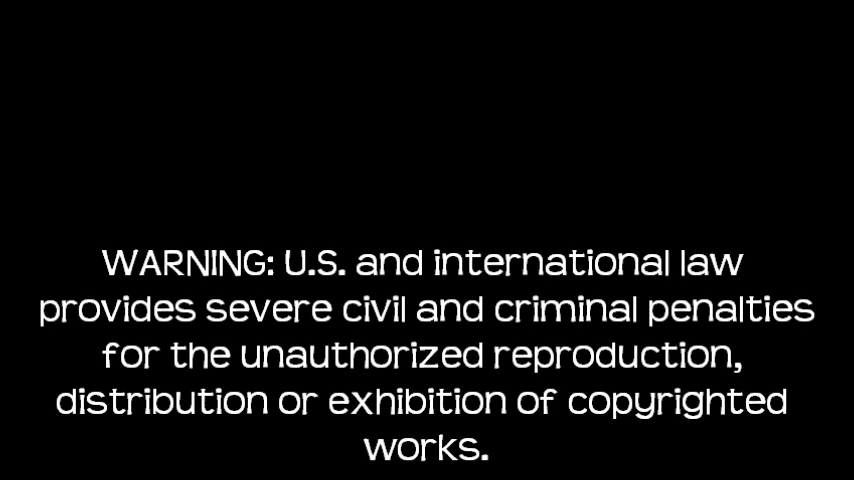 WARNING: U.S. and international law
provides severe civil and criminal penalties
for the unauthorized reproduction,
distribution or exhibition of copyrighted
works.